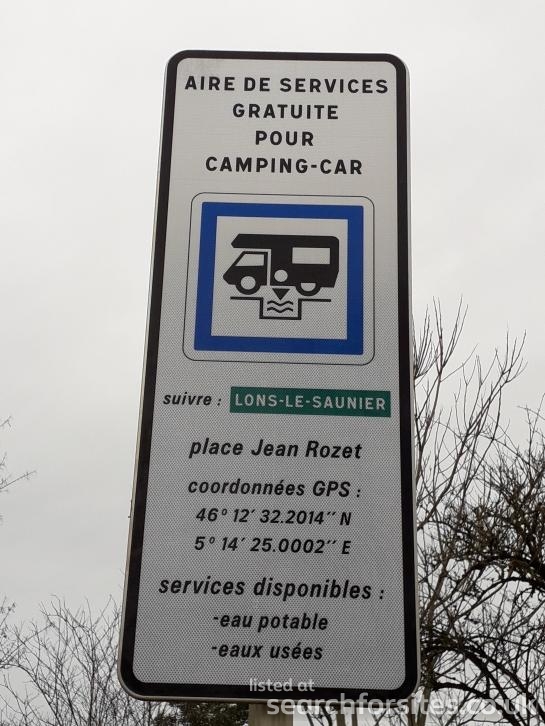 AIRE DE SERVICES
GRATUITE
POUR
CAMPING-CAR
suivre : LONS-LE-SAUNIER
place Jean Rozet
coordonnées GPS :
46° 12´ 32.2014´´ N
5° 14´ 25.0002´´ E
services disponibles :
-eau potable
-eaux usées
listed at
searchforsites.co.uk